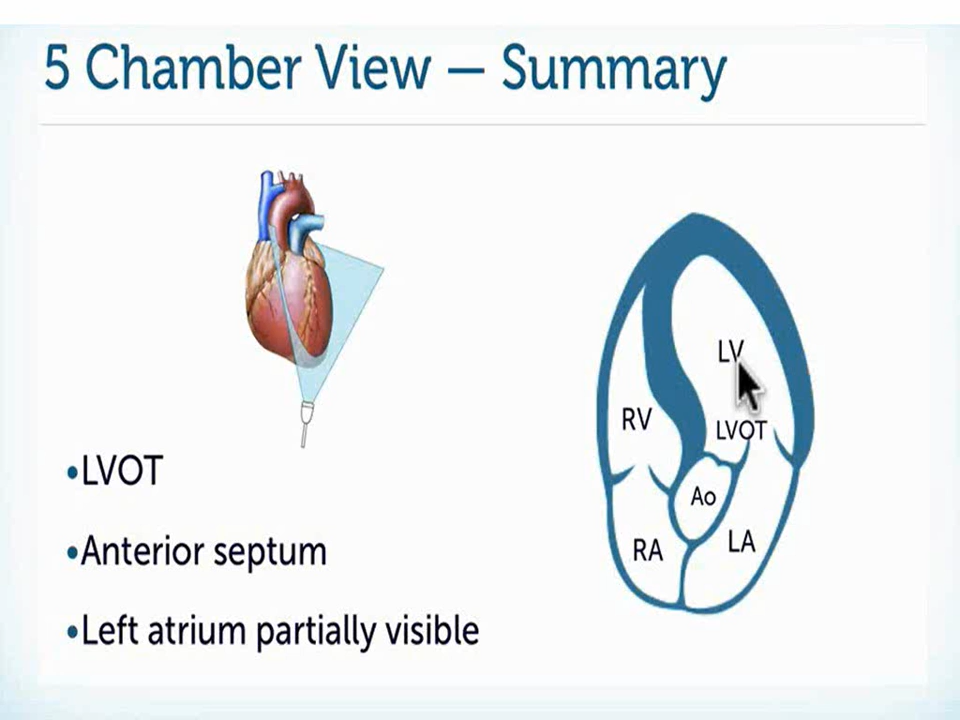 5 Chamber View — Summary
LV
RV
LVOT
Ao
RA
LA
•LVOT
•Anterior septum
•Left atrium partially visible